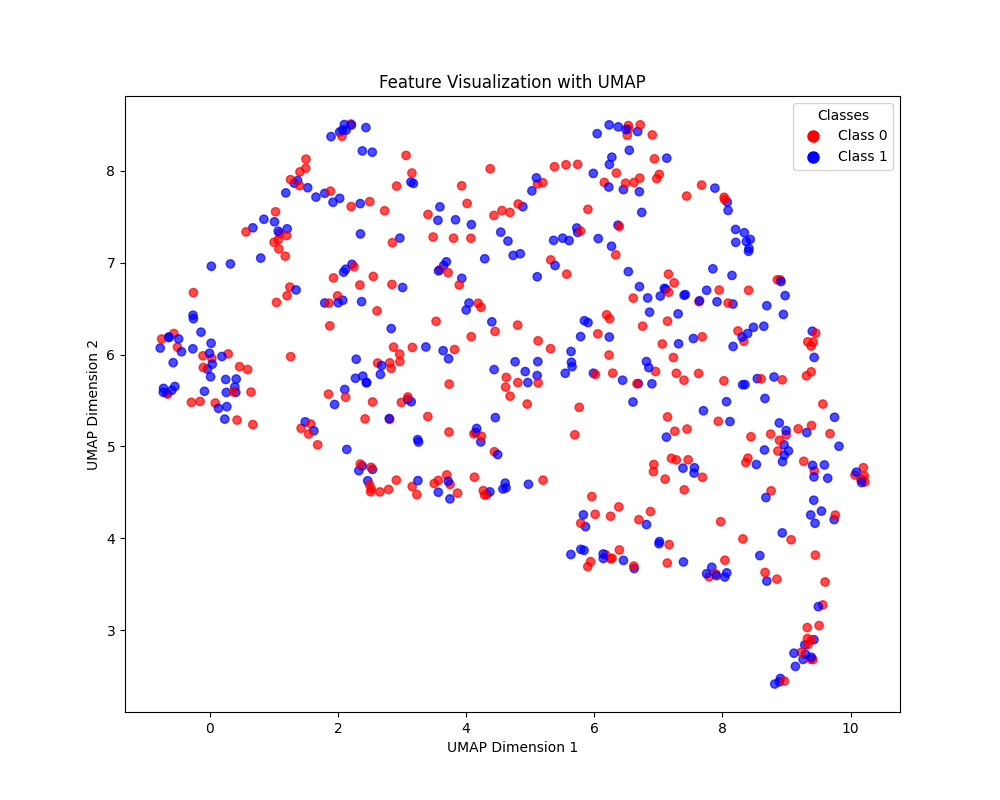 Feature Visualization with UMAP
Classes
Class 0
Class 1
8
7
6
5
4
3
UMAP Dimension 2
0 2 4 6 8 10
UMAP Dimension 1